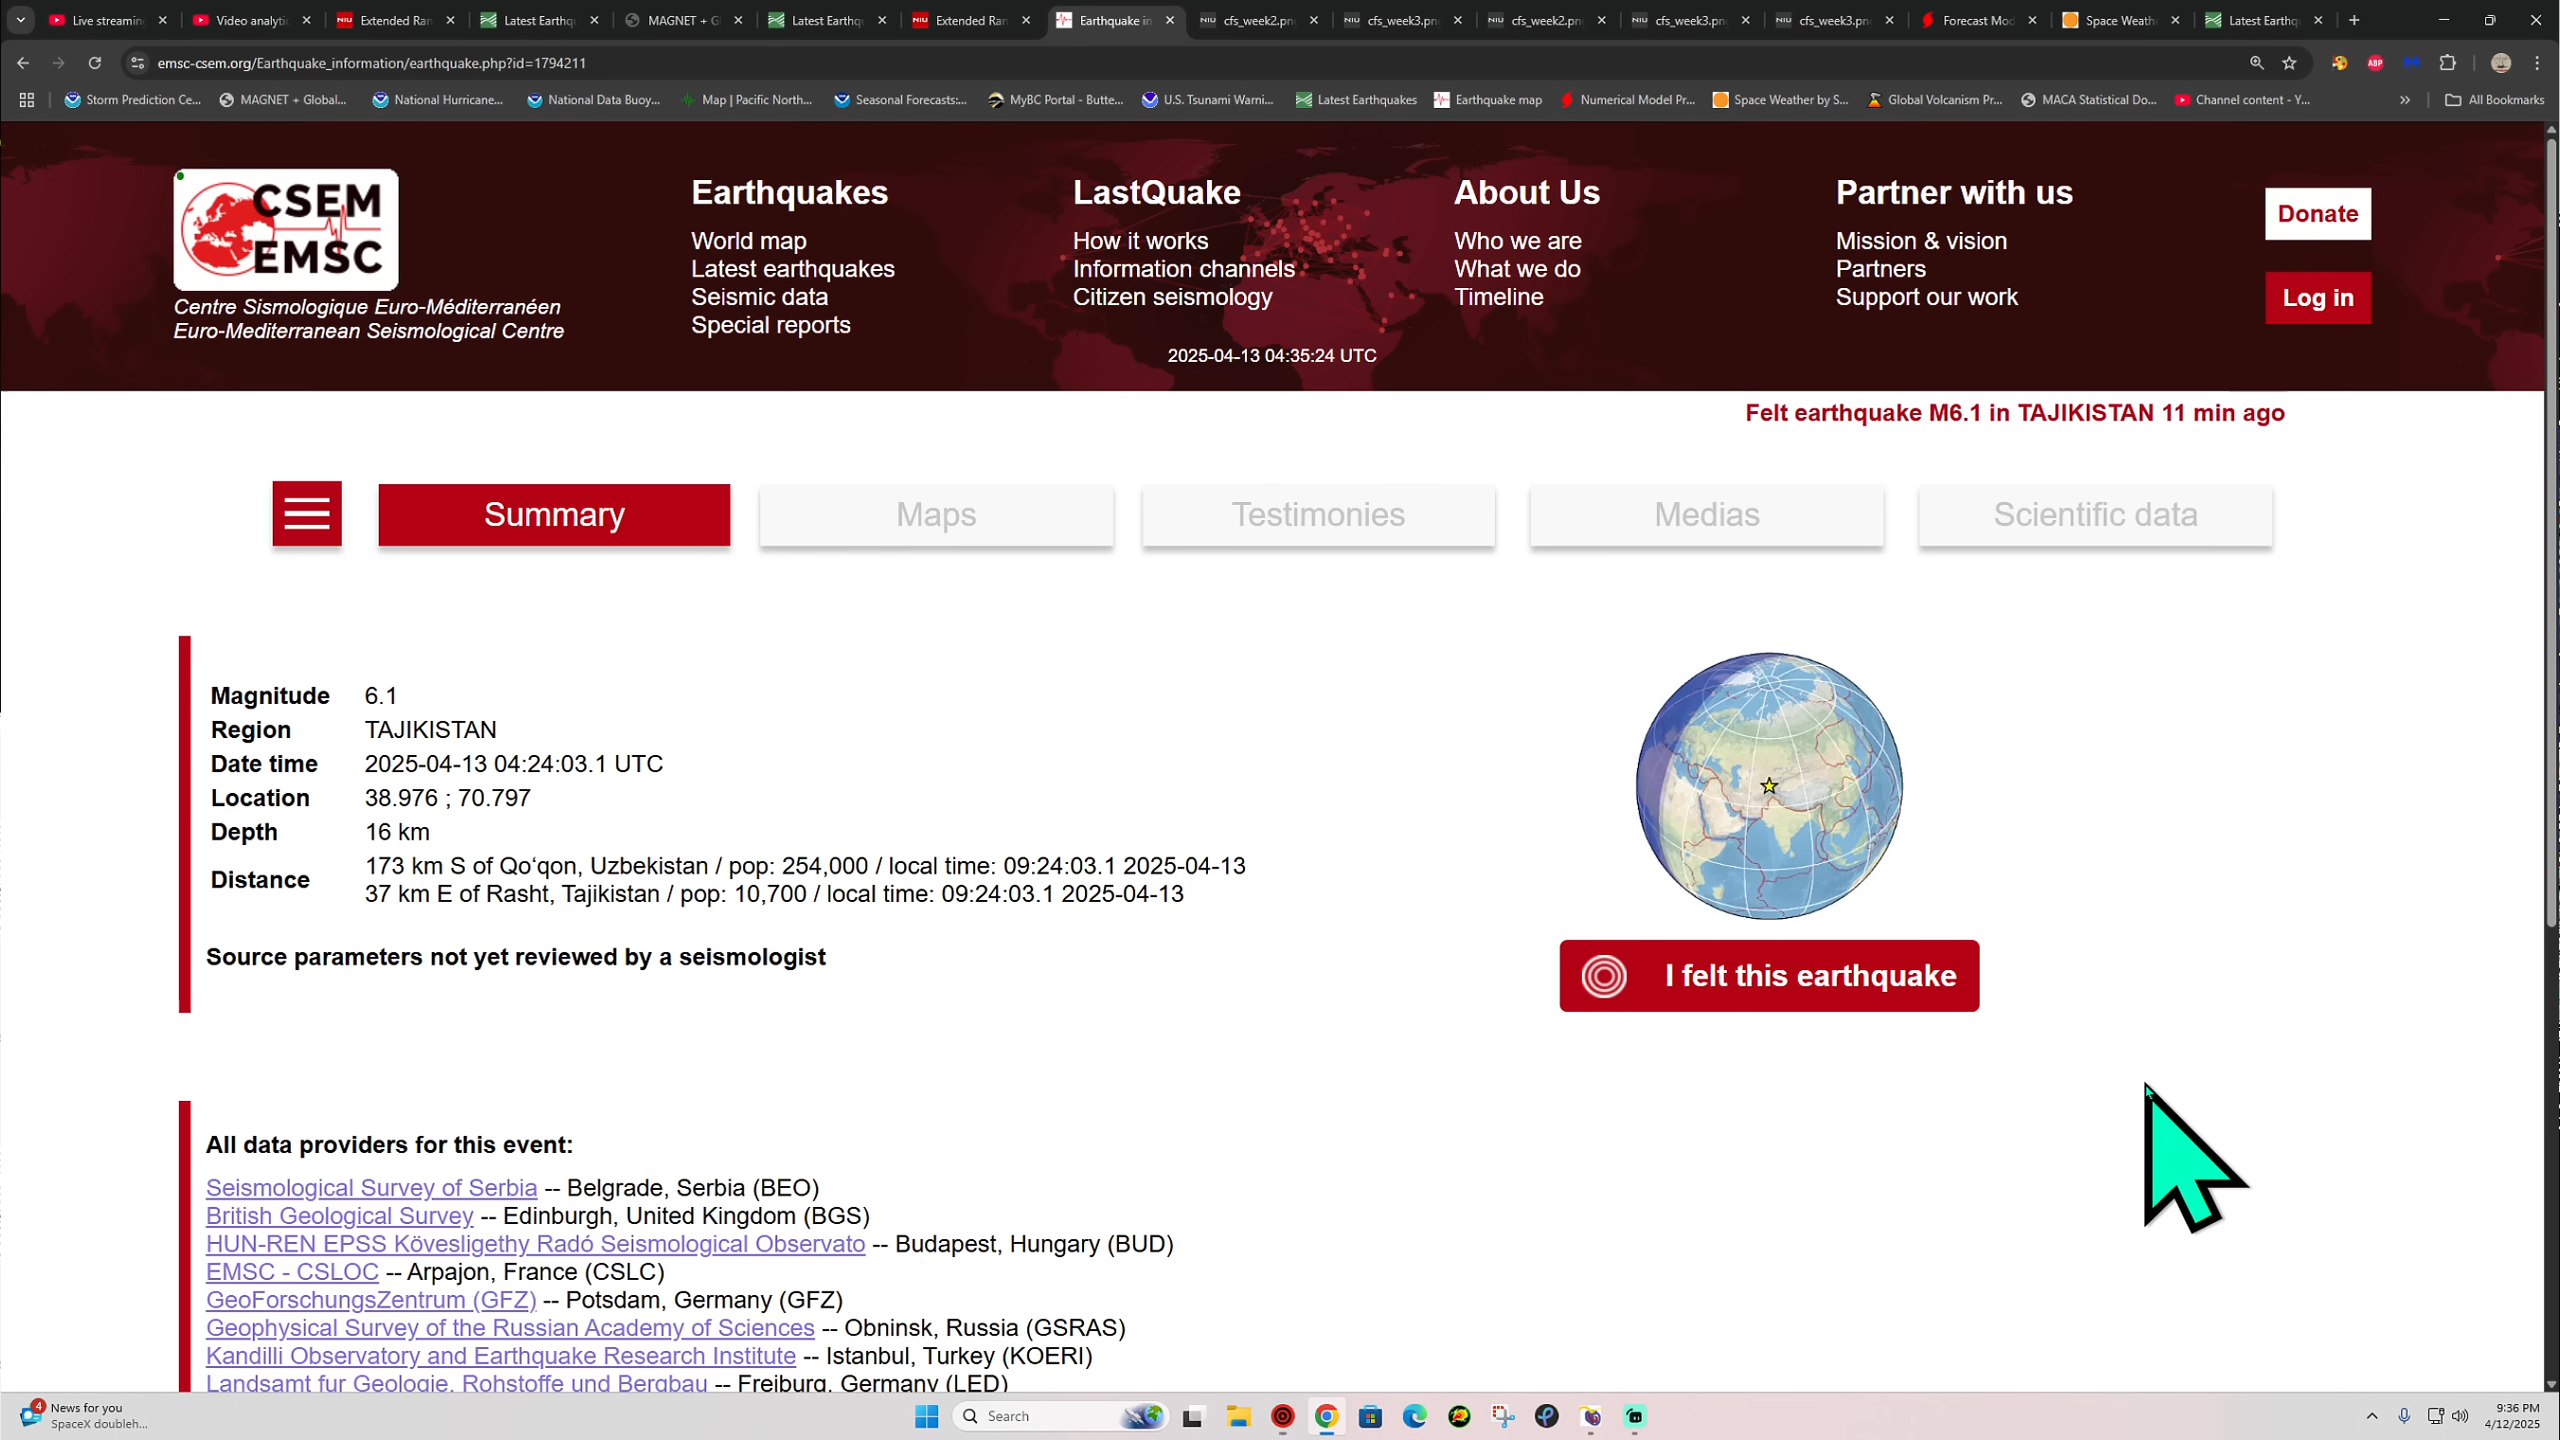 Live streaming
Video analytic
Extended Ran
Latest Earthqu
MAGNET + G
Latest Earthqu
Extended Ran
Earthquake in
cfs_week2.pn
cfs_week3.pn
cfs_week2.pn
cfs_week3.pn
cfs_week3.pn
Forecast Mod
Space Weath
Latest Earthq
emsc-csem.org/Earthquake_information/earthquake.php?id=1794211
Storm Prediction Ce...
MAGNET + Global...
National Hurricane...
National Data Buoy...
Map | Pacific North...
Seasonal Forecasts:...
MyBC Portal - Butte...
U.S. Tsunami Warni...
Latest Earthquakes
Earthquake map
Numerical Model Pr...
Space Weather by S...
Global Volcanism Pr...
MACA Statistical Do...
Channel content - Y...
All Bookmarks
CSEM
EMSC
Centre Sismologique Euro-Méditerranéen
Euro-Mediterranean Seismological Centre
Earthquakes
World map
Latest earthquakes
Seismic data
Special reports
LastQuake
How it works
Information channels
Citizen seismology
About Us
Who we are
What we do
Timeline
Partner with us
Mission & vision
Partners
Support our work
Donate
Log in
2025-04-13 04:35:24 UTC
Felt earthquake M6.1 in TAJIKISTAN 11 min ago
Summary
Maps
Testimonies
Medias
Scientific data
Magnitude 6.1
Region TAJIKISTAN
Date time 2025-04-13 04:24:03.1 UTC
Location 38.976 ; 70.797
Depth 16 km
Distance 173 km S of Qo‘qon, Uzbekistan / pop: 254,000 / local time: 09:24:03.1 2025-04-13
37 km E of Rasht, Tajikistan / pop: 10,700 / local time: 09:24:03.1 2025-04-13
Source parameters not yet reviewed by a seismologist
I felt this earthquake
All data providers for this event:
Seismological Survey of Serbia -- Belgrade, Serbia (BEO)
British Geological Survey -- Edinburgh, United Kingdom (BGS)
HUN-REN EPSS Kövesligethy Radó Seismological Observato -- Budapest, Hungary (BUD)
EMSC - CSLOC -- Arpajon, France (CSLC)
GeoForschungsZentrum (GFZ) -- Potsdam, Germany (GFZ)
Geophysical Survey of the Russian Academy of Sciences -- Obninsk, Russia (GSRAS)
Kandilli Observatory and Earthquake Research Institute -- Istanbul, Turkey (KOERI)
Landsamt fur Geologie, Rohstoffe und Bergbau -- Freiburg, Germany (LED)
4
News for you
SpaceX doubleh...
Search
9:36 PM
4/12/2025